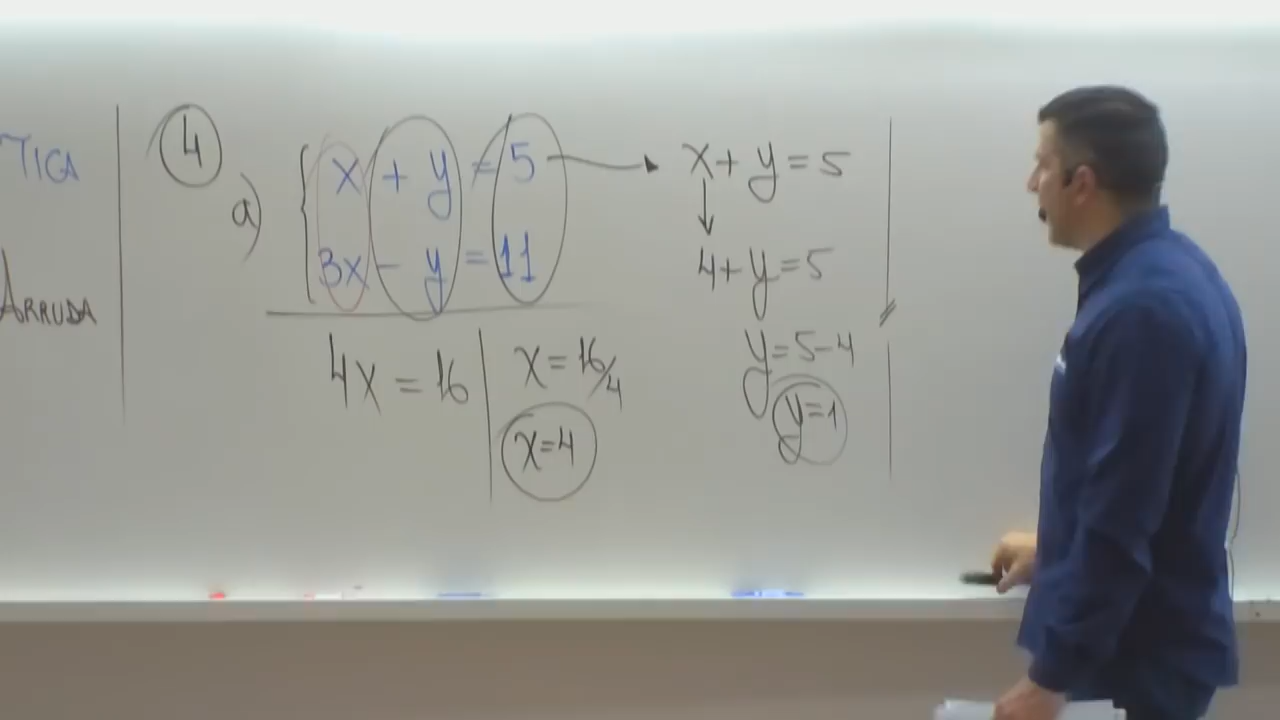 TICA
ARRUDA
4
a)
x + y = 5
3x - y = 11
4x = 16
x = 16/4
x=4
x + y = 5
4 + y = 5
y = 5 - 4
y=1